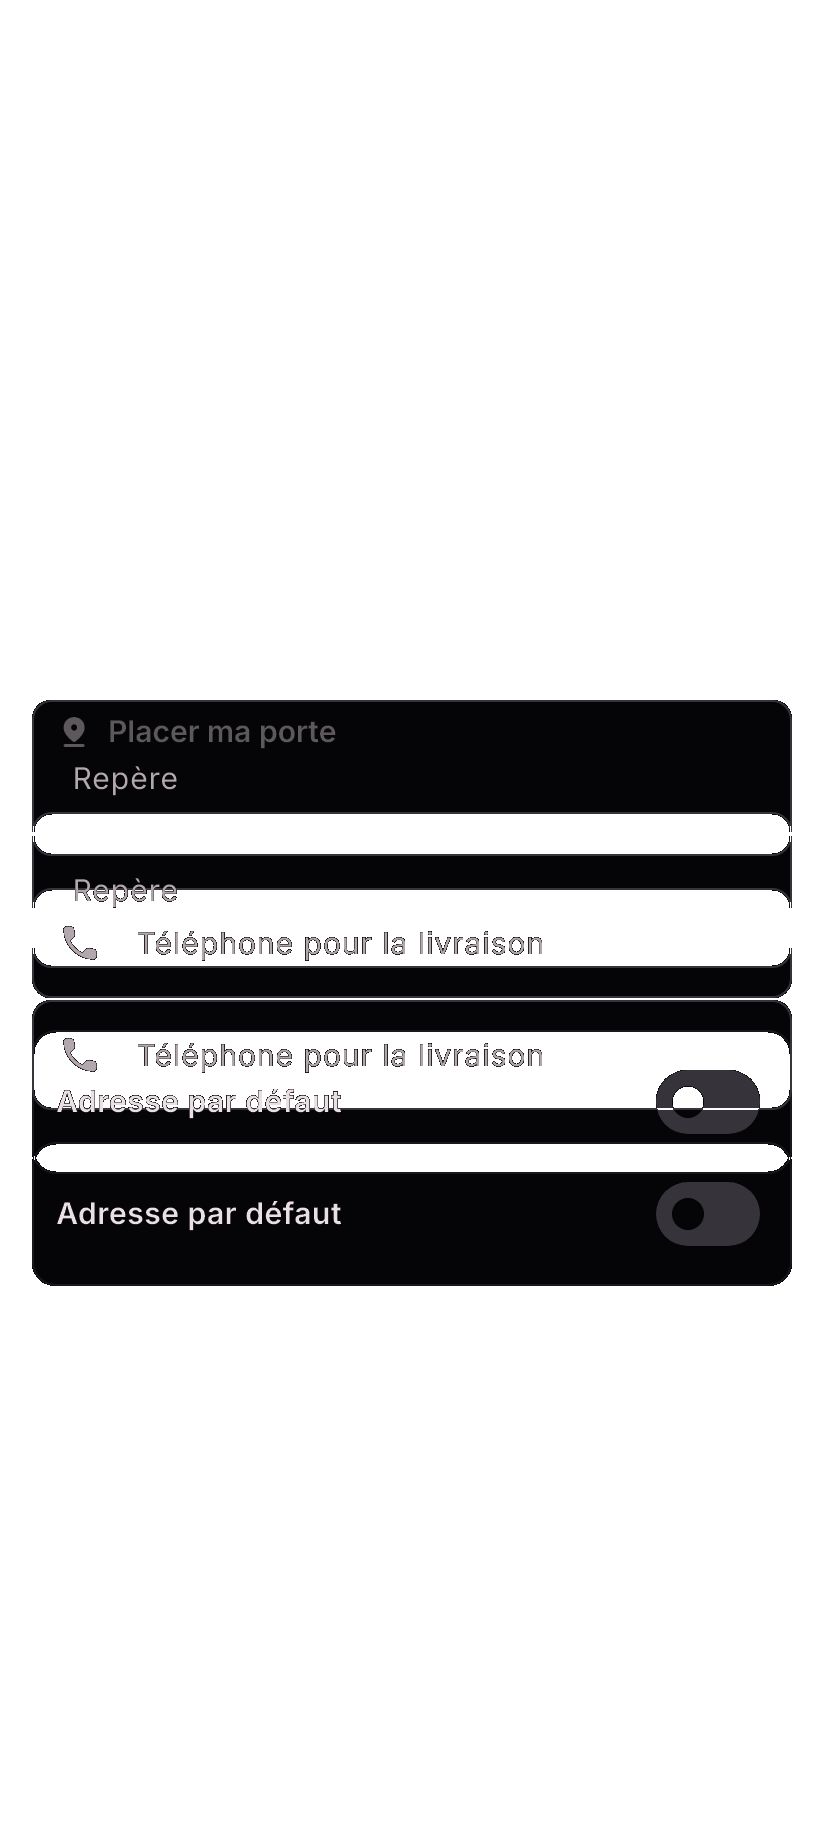 Placer ma porte
Repère
Repère
Téléphone pour la livraison
Téléphone pour la livraison
Adresse par défaut
Adresse par défaut